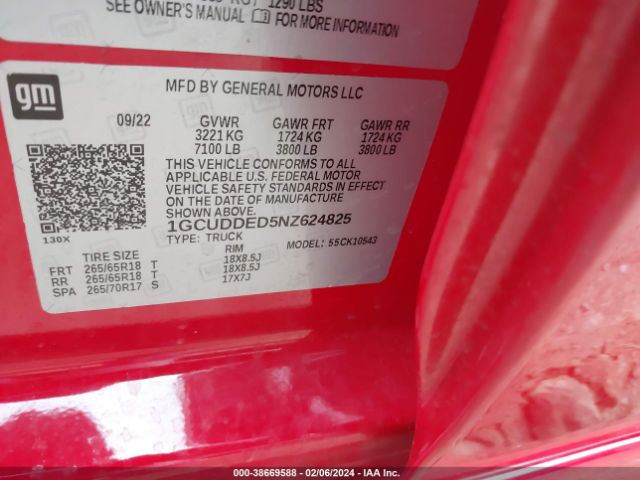 1290 LBS
SEE OWNER'S MANUAL FOR MORE INFORMATION
gm
MFD BY GENERAL MOTORS LLC
09/22 GVWR GAWR FRT GAWR RR
3221 KG 1724 KG 1724 KG
7100 LB 3800 LB 3800 LB
THIS VEHICLE CONFORMS TO ALL
APPLICABLE U.S. FEDERAL MOTOR
VEHICLE SAFETY STANDARDS IN EFFECT
ON THE DATE OF MANUFACTURE
SHOWN ABOVE.
1GCUDDED5NZ624825
130X
TYPE: TRUCK MODEL: 55CK10543
TIRE SIZE RIM
FRT 265/65R18 T 18X8.5J
RR 265/65R18 T 18X8.5J
SPA 265/70R17 S 17X7J
000-38669588 - 02/06/2024 - IAA Inc.